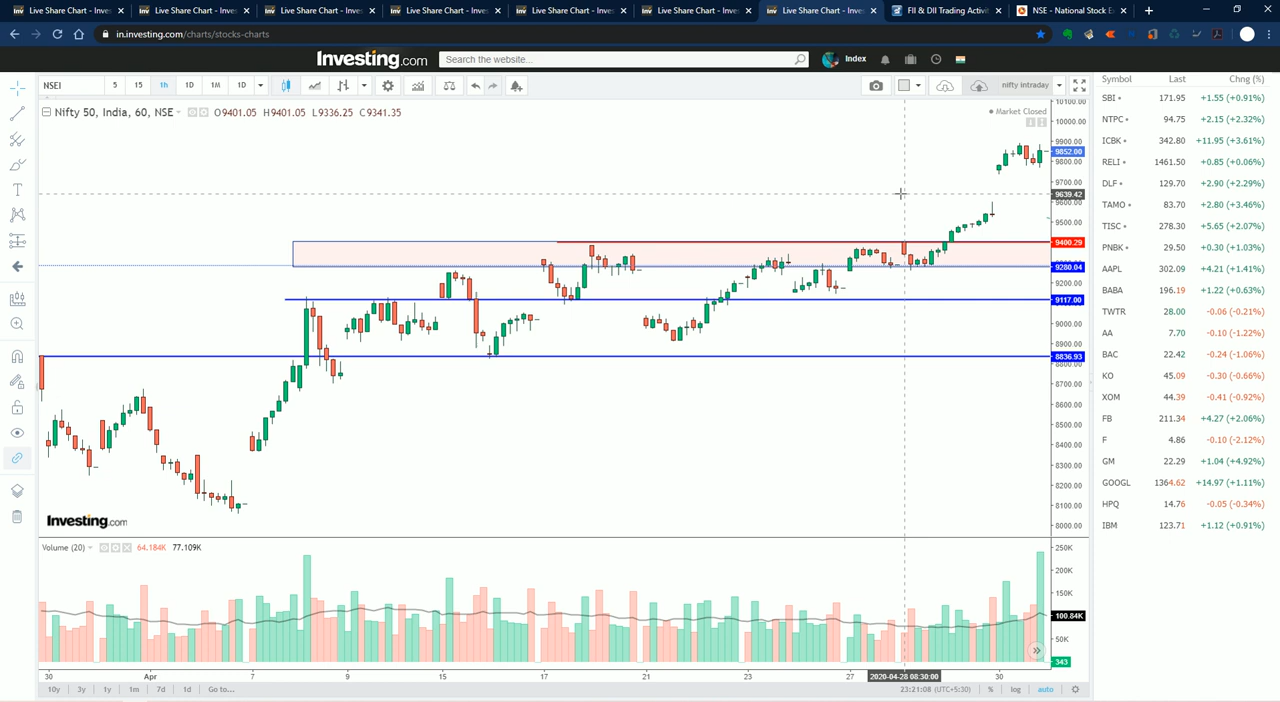 Live Share Chart - Inves Live Share Chart - Inves Live Share Chart - Inves Live Share Chart - Inves Live Share Chart - Inves Live Share Chart - Inves Live Share Chart - Inves FII & DII Trading Activi NSE - National Stock E
in.investing.com/charts/stocks-charts
Investing.com Search the website... Index
NSEI 5 15 1h 1D 1M 1D nifty intraday
Nifty 50, India, 60, NSE O9401.05 H9401.05 L9336.25 C9341.35
Market Closed
10100.00
10000.00
9900.00
9852.00
9800.00
9700.00
9639.42
9600.00
9500.00
9400.29
9280.04
9200.00
9117.00
9000.00
8900.00
8836.93
8700.00
8600.00
8500.00
8400.00
8300.00
8200.00
8100.00
8000.00
Investing.com
Volume (20) 64.184K 77.109K
250K
200K
150K
100.84K
50K
343
30 Apr 7 9 15 17 21 23 27 2020-04-28 08:30:00 30
10y 3y 1y 1m 7d 1d Go to... 23:21:08 (UTC+5:30) % log auto
Symbol Last Chng (%)
SBI 171.95 +1.55 (+0.91%)
NTPC 94.75 +2.15 (+2.32%)
ICBK 342.80 +11.95 (+3.61%)
RELI 1461.50 +0.85 (+0.06%)
DLF 129.70 +2.90 (+2.29%)
TAMO 83.70 +2.80 (+3.46%)
TISC 278.30 +5.65 (+2.07%)
PNBK 29.50 +0.30 (+1.03%)
AAPL 302.09 +4.21 (+1.41%)
BABA 196.19 +1.22 (+0.63%)
TWTR 28.00 -0.06 (-0.21%)
AA 7.70 -0.10 (-1.22%)
BAC 22.42 -0.24 (-1.06%)
KO 45.09 -0.30 (-0.66%)
XOM 44.39 -0.41 (-0.92%)
FB 211.34 +4.27 (+2.06%)
F 4.86 -0.10 (-2.12%)
GM 22.29 +1.04 (+4.92%)
GOOGL 1364.62 +14.97 (+1.11%)
HPQ 14.76 -0.05 (-0.34%)
IBM 123.71 +1.12 (+0.91%)